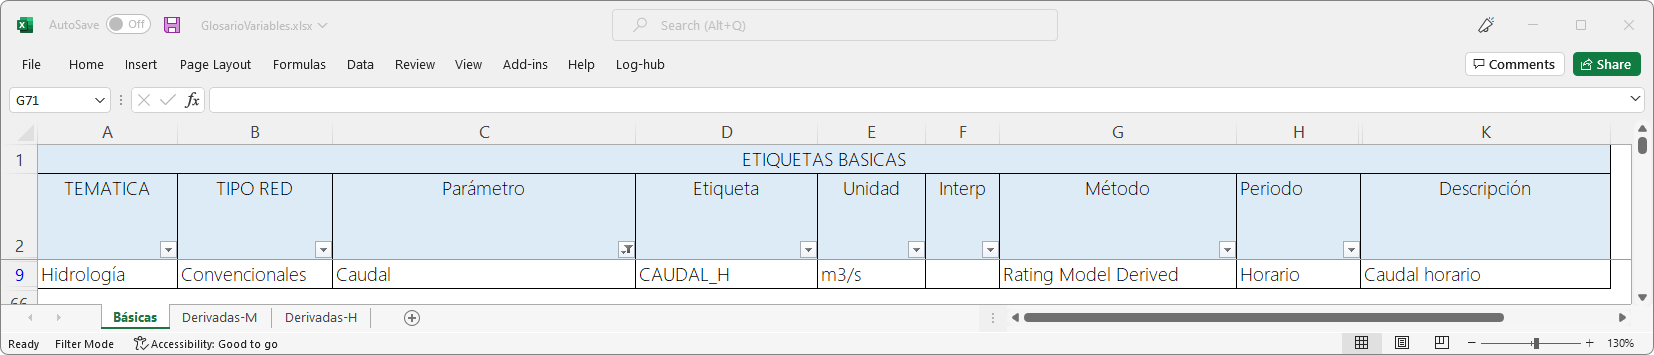 AutoSave Off GlosarioVariables.xlsx Search (Alt+Q)
File Home Insert Page Layout Formulas Data Review View Add-ins Help Log-hub Comments Share
G71 fx
A B C D E F G H K
1 ETIQUETAS BASICAS
TEMATICA TIPO RED Parámetro Etiqueta Unidad Interp Método Periodo Descripción
2
9 Hidrología Convencionales Caudal CAUDAL_H m3/s Rating Model Derived Horario Caudal horario
66
Básicas Derivadas-M Derivadas-H
Ready Filter Mode Accessibility: Good to go 130%